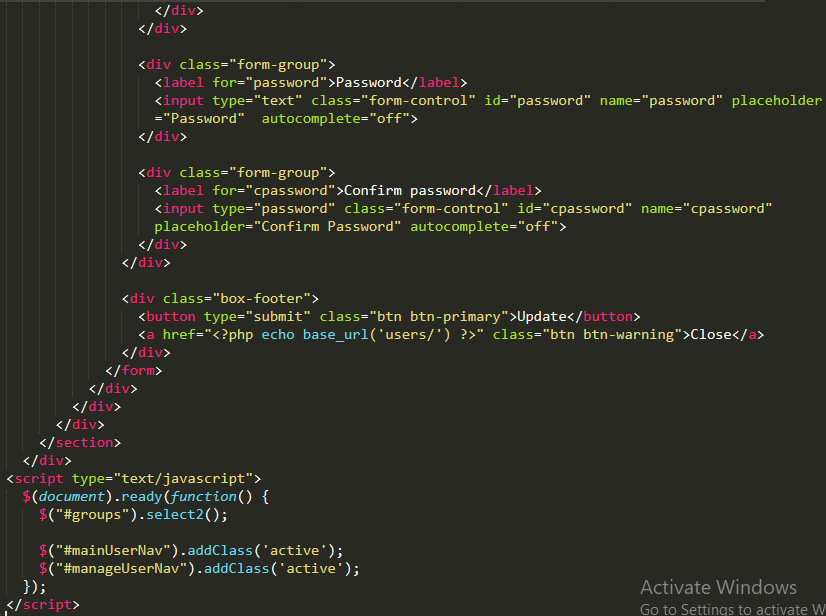 </div>
</div>
<div class="form-group">
<label for="password">Password</label>
<input type="text" class="form-control" id="password" name="password" placeholder
="Password"  autocomplete="off">
</div>
<div class="form-group">
<label for="cpassword">Confirm password</label>
<input type="password" class="form-control" id="cpassword" name="cpassword"
placeholder="Confirm Password" autocomplete="off">
</div>
</div>
<div class="box-footer">
<button type="submit" class="btn btn-primary">Update</button>
<a href="<?php echo base_url('users/') ?>" class="btn btn-warning">Close</a>
</div>
</form>
</div>
</div>
</div>
</section>
</div>
<script type="text/javascript">
$(document).ready(function() {
$("#groups").select2();
$("#mainUserNav").addClass('active');
$("#manageUserNav").addClass('active');
});
</script>
Activate Windows
Go to Settings to activate W